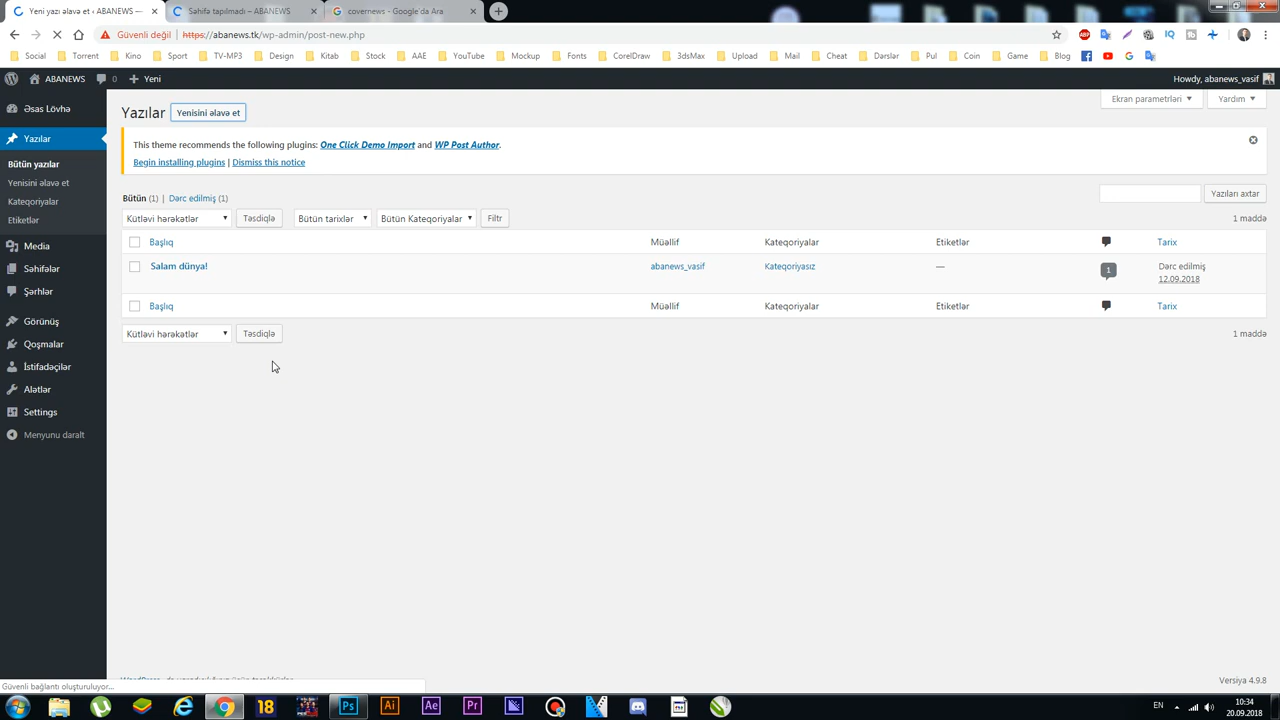 Yeni yazı əlavə et ‹ ABANEWS —
Səhifə tapılmadı – ABANEWS
covernews - Google'da Ara
Güvenli değil
https://abanews.tk/wp-admin/post-new.php
Social
Torrent
Kino
Sport
TV-MP3
Design
Kitab
Stock
AAE
YouTube
Mockup
Fonts
CorelDraw
3dsMax
Upload
Mail
Cheat
Dərslər
Pul
Coin
Game
Blog
ABANEWS
0
Yeni
Howdy, abanews_vasif
Əsas Lövhə
Yazılar
Bütün yazılar
Yenisini əlavə et
Kateqoriyalar
Etiketlər
Media
Səhifələr
Şərhlər
Görünüş
Qoşmalar
İstifadəçilər
Alətlər
Settings
Menyunu daralt
Ekran parametrləri
Yardım
Yazılar
Yenisini əlavə et
This theme recommends the following plugins: One Click Demo Import and WP Post Author.
Begin installing plugins | Dismiss this notice
Bütün (1) | Dərc edilmiş (1)
Yazıları axtar
Kütləvi hərəkətlər
Təsdiqlə
Bütün tarixlər
Bütün Kateqoriyalar
Filtr
1 maddə
Başlıq
Müəllif
Kateqoriyalar
Etiketlər
Tarix
Salam dünya!
abanews_vasif
Kateqoriyasız
—
1
Dərc edilmiş
12.09.2018
Başlıq
Müəllif
Kateqoriyalar
Etiketlər
Tarix
Kütləvi hərəkətlər
Təsdiqlə
1 maddə
Versiya 4.9.8
Güvenli bağlantı oluşturuluyor...
18
Ps
Ai
Ae
Pr
EN
10:34
20.09.2018